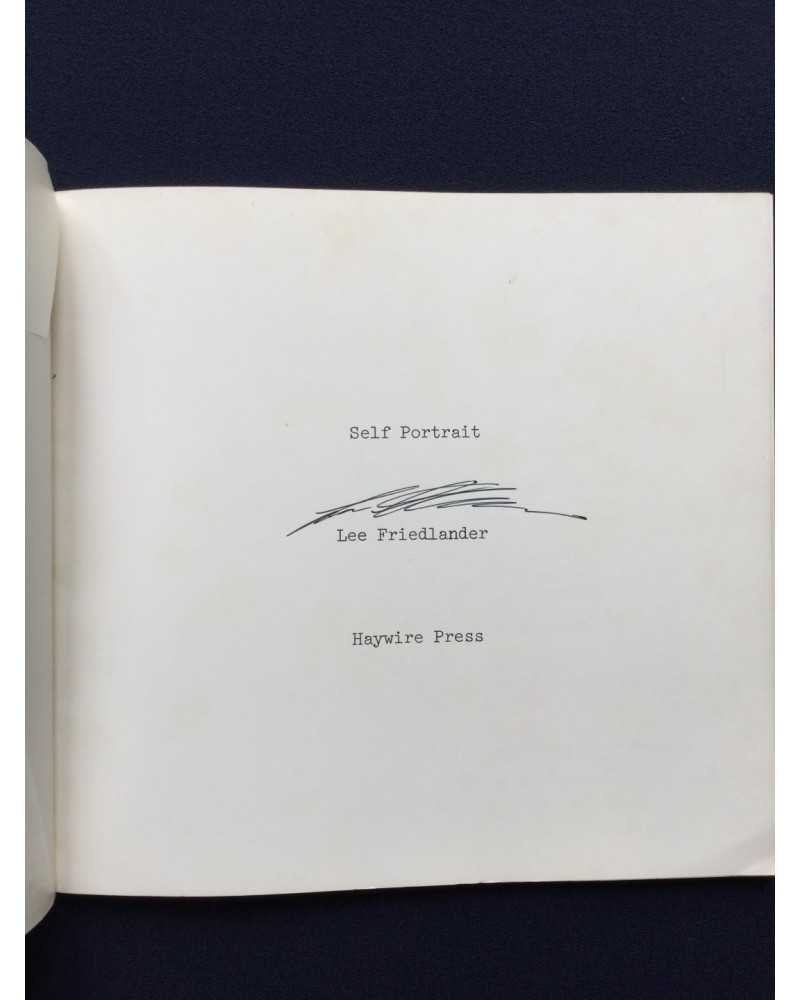 Self Portrait
Lee Friedlander
Haywire Press